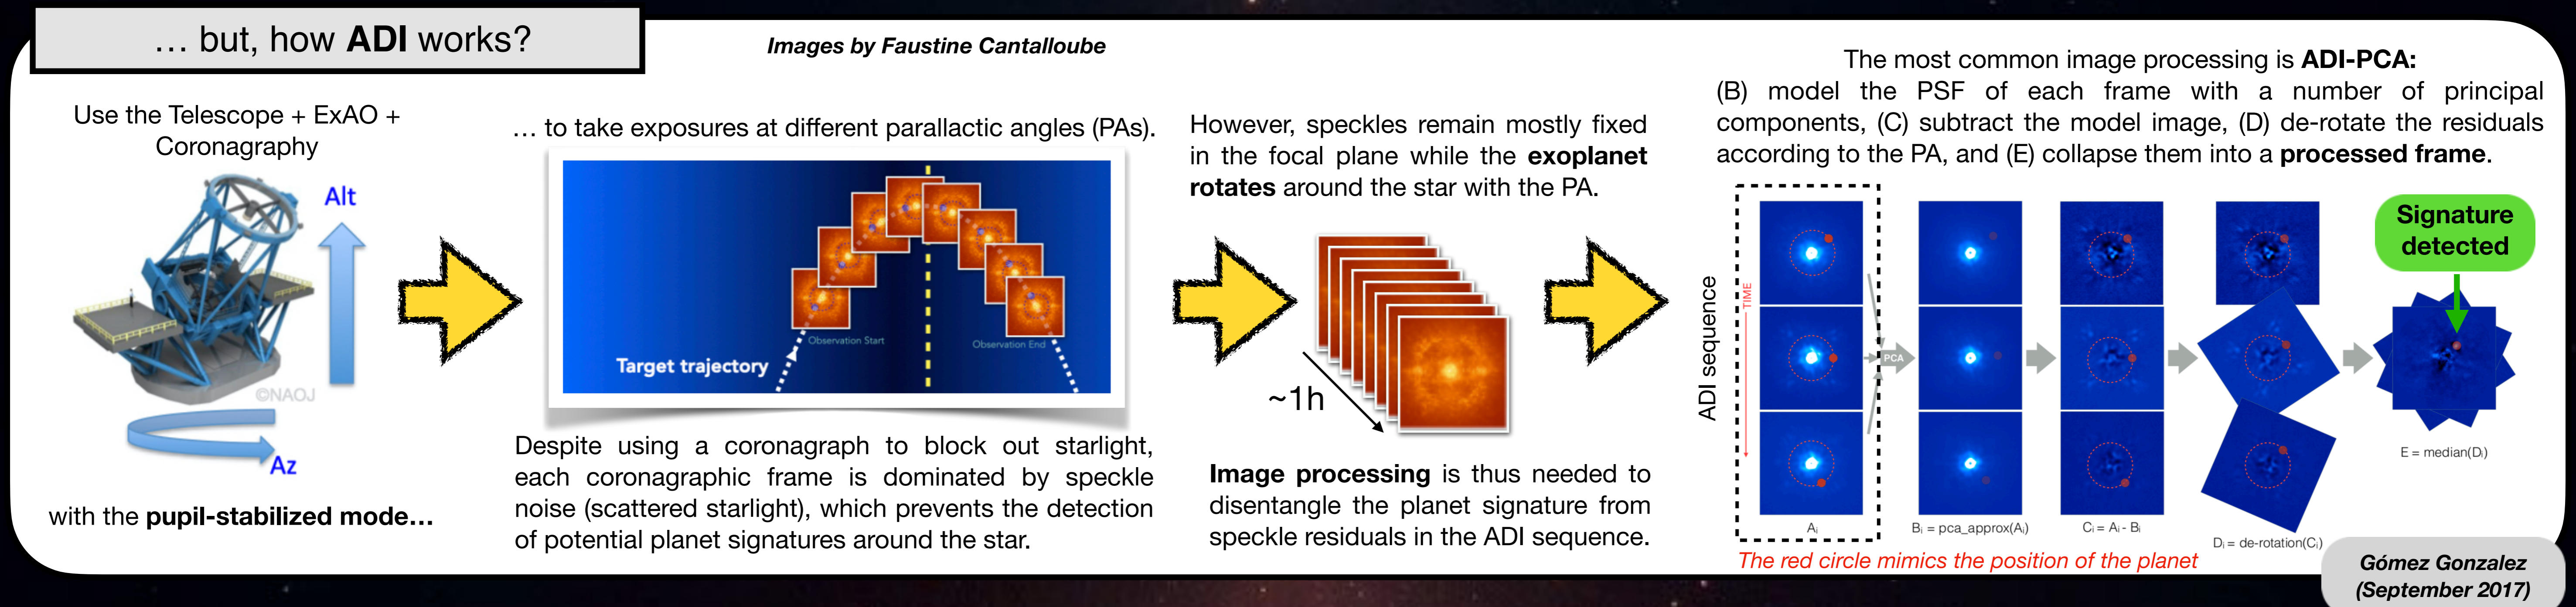 … but, how ADI works?
Images by Faustine Cantalloube
Use the Telescope + ExAO +
Coronagraphy
Alt
©NAOJ
Az
with the pupil-stabilized mode…
… to take exposures at different parallactic angles (PAs).
Observation Start
Observation End
Target trajectory
Despite using a coronagraph to block out starlight,
each coronagraphic frame is dominated by speckle
noise (scattered starlight), which prevents the detection
of potential planet signatures around the star.
However, speckles remain mostly fixed
in the focal plane while the exoplanet
rotates around the star with the PA.
~1h
Image processing is thus needed to
disentangle the planet signature from
speckle residuals in the ADI sequence.
The most common image processing is ADI-PCA:
(B) model the PSF of each frame with a number of principal
components, (C) subtract the model image, (D) de-rotate the residuals
according to the PA, and (E) collapse them into a processed frame.
ADI sequence
TIME
PCA
Signature
detected
Aᵢ
Bᵢ = pca_approx(Aᵢ)
Cᵢ = Aᵢ - Bᵢ
Dᵢ = de-rotation(Cᵢ)
E = median(Dᵢ)
The red circle mimics the position of the planet
Gómez Gonzalez
(September 2017)